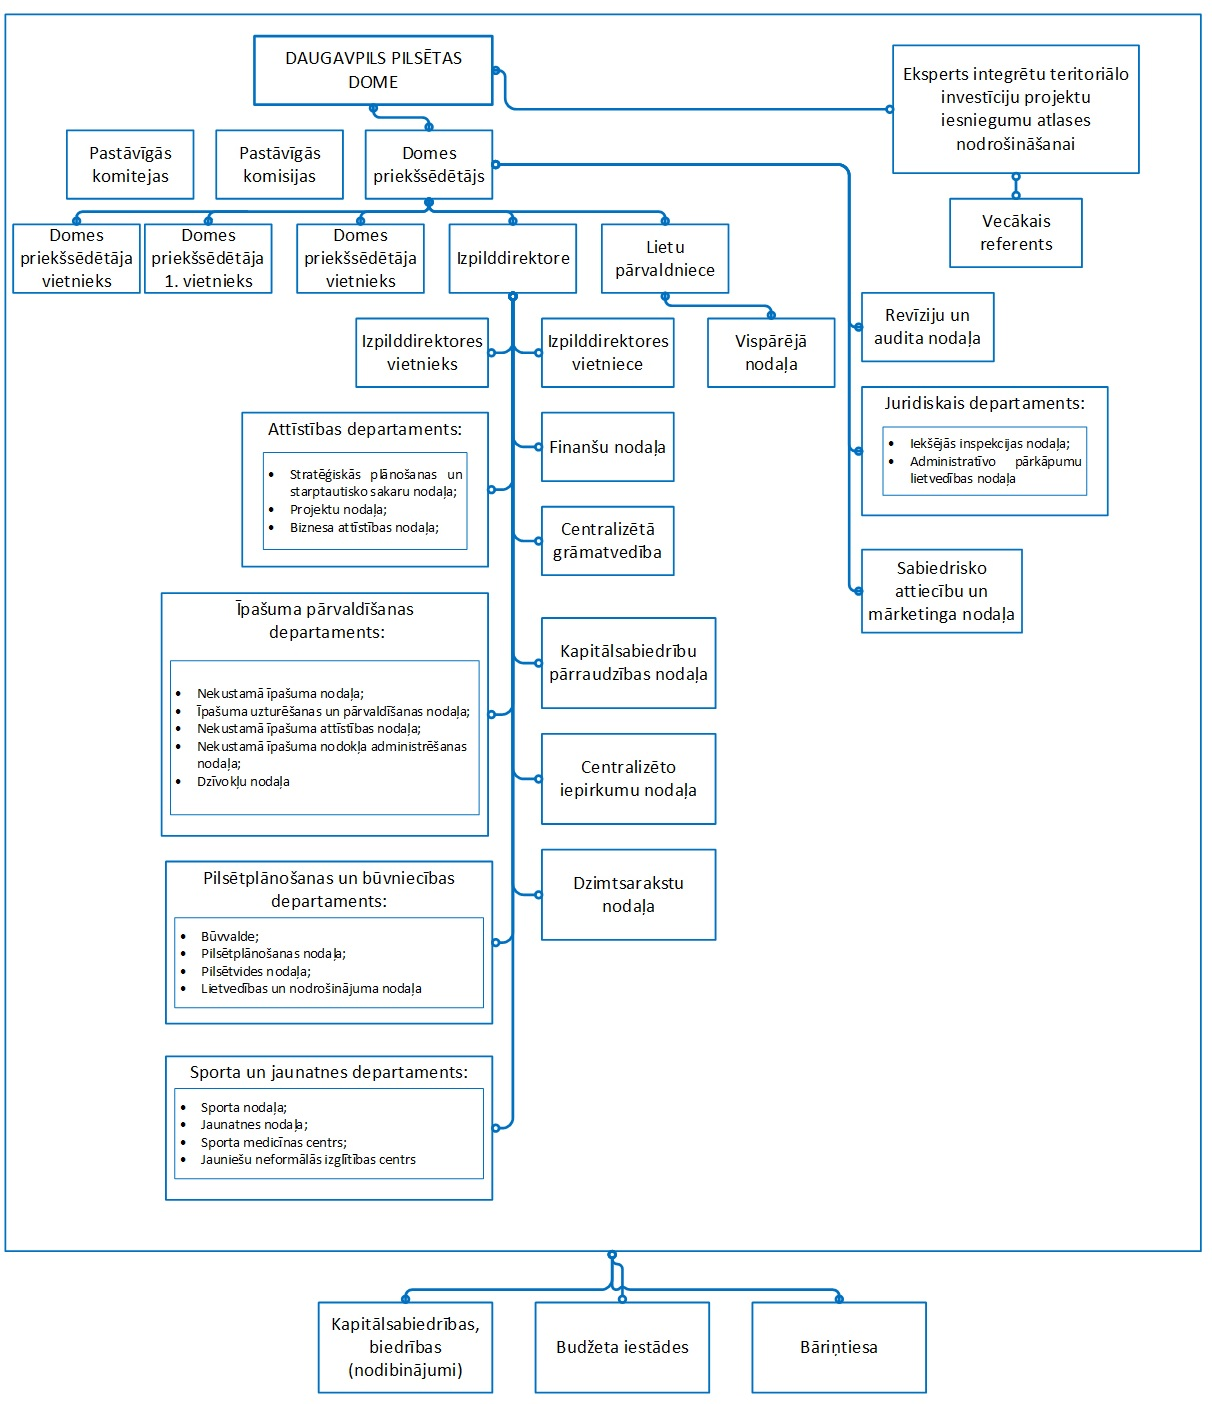 DAUGAVPILS PILSĒTAS
DOME
Eksperts integrētu teritoriālo
investīciju projektu
iesniegumu atlases
nodrošināšanai
Pastāvīgās
komitejas
Pastāvīgās
komisijas
Domes
priekšsēdētājs
Vecākais
referents
Domes
priekšsēdētāja
vietnieks
Domes
priekšsēdētāja
1. vietnieks
Domes
priekšsēdētāja
vietnieks
Izpilddirektore
Lietu
pārvaldniece
Revīziju un
audita nodaļa
Izpilddirektores
vietnieks
Izpilddirektores
vietniece
Vispārējā
nodaļa
Juridiskais departaments:
• Iekšējās inspekcijas nodaļa;
• Administratīvo pārkāpumu
lietvedības nodaļa
Attīstības departaments:
• Stratēģiskās plānošanas un
starptautisko sakaru nodaļa;
• Projektu nodaļa;
• Biznesa attīstības nodaļa;
Finanšu nodaļa
Centralizētā
grāmatvedība
Sabiedrisko
attiecību un
mārketinga nodaļa
Īpašuma pārvaldīšanas
departaments:
• Nekustamā īpašuma nodaļa;
• Īpašuma uzturēšanas un pārvaldīšanas nodaļa;
• Nekustamā īpašuma attīstības nodaļa;
• Nekustamā īpašuma nodokļa administrēšanas
nodaļa;
• Dzīvokļu nodaļa
Kapitālsabiedrību
pārraudzības nodaļa
Centralizēto
iepirkumu nodaļa
Pilsētplānošanas un būvniecības
departaments:
• Būvvalde;
• Pilsētplānošanas nodaļa;
• Pilsētvides nodaļa;
• Lietvedības un nodrošinājuma nodaļa
Dzimtsarakstu
nodaļa
Sporta un jaunatnes departaments:
• Sporta nodaļa;
• Jaunatnes nodaļa;
• Sporta medicīnas centrs;
• Jauniešu neformālās izglītības centrs
Kapitālsabiedrības,
biedrības
(nodibinājumi)
Budžeta iestādes
Bāriņtiesa